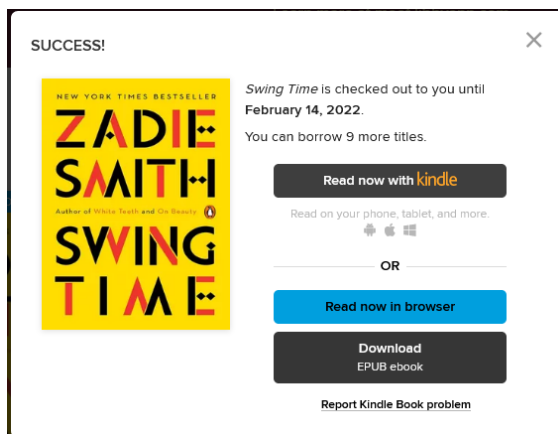 SUCCESS!
NEW YORK TIMES BESTSELLER
ZADIE
SMITH
Author of White Teeth and On Beauty
SWING
TIME
Swing Time is checked out to you until
February 14, 2022.
You can borrow 9 more titles.
Read now with kindle
Read on your phone, tablet, and more.
OR
Read now in browser
Download
EPUB ebook
Report Kindle Book problem